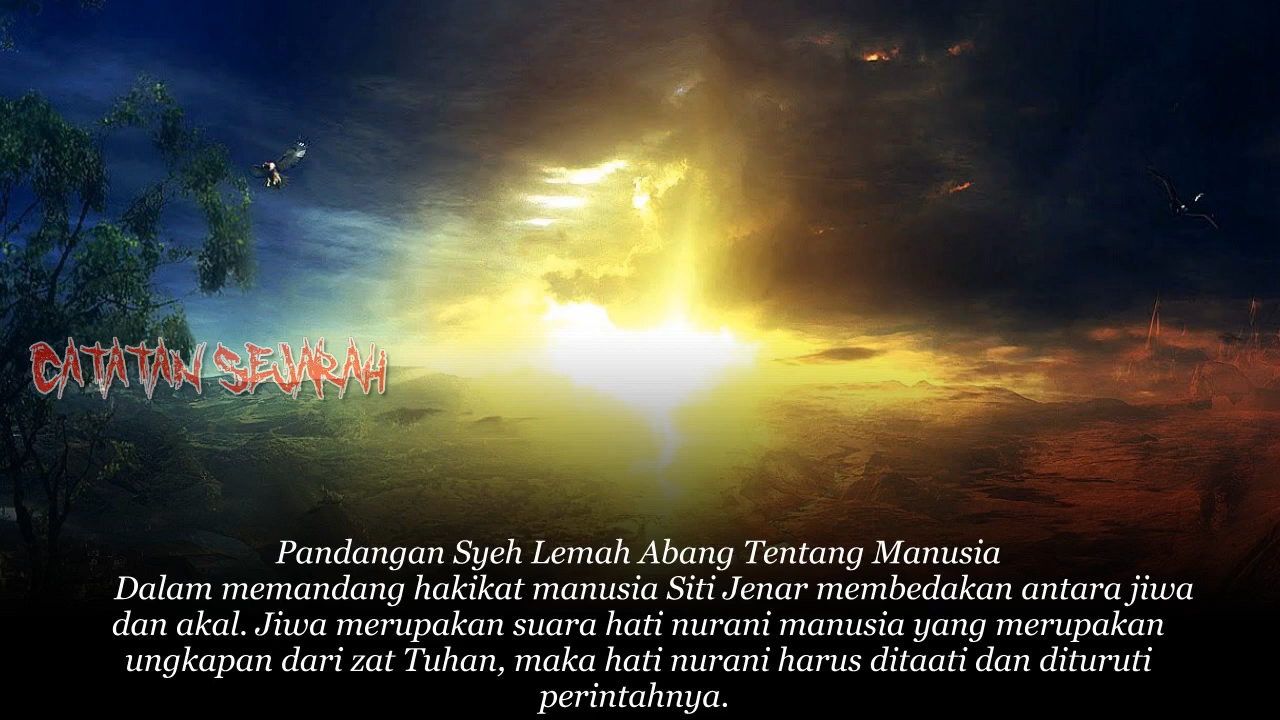 CATATAN SEJARAH
Pandangan Syeh Lemah Abang Tentang Manusia
Dalam memandang hakikat manusia Siti Jenar membedakan antara jiwa
dan akal. Jiwa merupakan suara hati nurani manusia yang merupakan
ungkapan dari zat Tuhan, maka hati nurani harus ditaati dan dituruti
perintahnya.